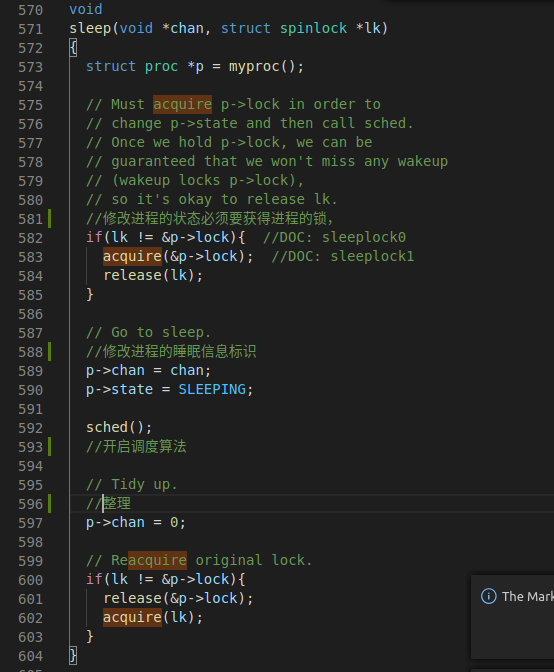 570 void
571 sleep(void *chan, struct spinlock *lk)
572 {
573   struct proc *p = myproc();
574
575   // Must acquire p->lock in order to
576   // change p->state and then call sched.
577   // Once we hold p->lock, we can be
578   // guaranteed that we won't miss any wakeup
579   // (wakeup locks p->lock),
580   // so it's okay to release lk.
581   //修改进程的状态必须要获得进程的锁,
582   if(lk != &p->lock){  //DOC: sleeplock0
583     acquire(&p->lock);  //DOC: sleeplock1
584     release(lk);
585   }
586
587   // Go to sleep.
588   //修改进程的睡眠信息标识
589   p->chan = chan;
590   p->state = SLEEPING;
591
592   sched();
593   //开启调度算法
594
595   // Tidy up.
596   //整理
597   p->chan = 0;
598
599   // Reacquire original lock.
600   if(lk != &p->lock){
601     release(&p->lock);
602     acquire(lk);
603   }
604 }
The Mark